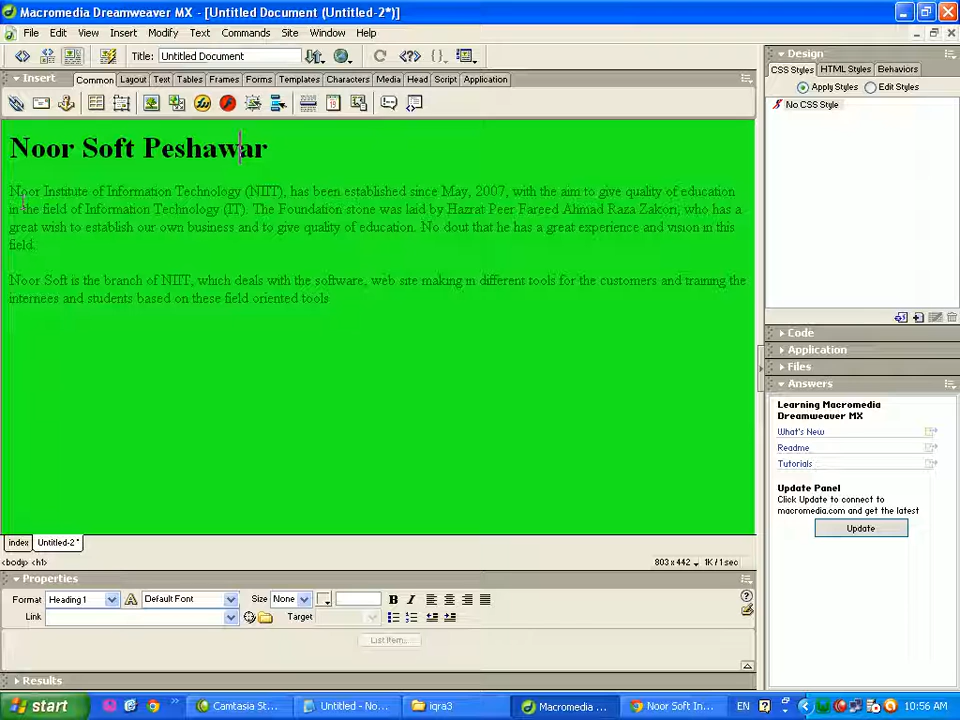 Macromedia Dreamweaver MX - [Untitled Document (Untitled-2*)]
File Edit View Insert Modify Text Commands Site Window Help
Title: Untitled Document
Insert Common Layout Text Tables Frames Forms Templates Characters Media Head Script Application
Noor Soft Peshawar
Noor Institute of Information Technology (NIIT), has been established since May, 2007, with the aim to give quality of education
in the field of Information Technology (IT). The Foundation stone was laid by Hazrat Peer Fareed Ahmad Raza Zakori, who has a
great wish to establish our own business and to give quality of education. No dout that he has a great experience and vision in this
field.
Noor Soft is the branch of NIIT, which deals with the software, web site making in different tools for the customers and training the
internees and students based on these field oriented tools
index Untitled-2*
<body> <h1>
803 x 442 1K / 1 sec
Properties
Format Heading 1 Default Font Size None B I
Link Target
List Item...
Results
Design
CSS Styles HTML Styles Behaviors
Apply Styles Edit Styles
No CSS Style
Code
Application
Files
Answers
Learning Macromedia
Dreamweaver MX
What's New
Readme
Tutorials
Update Panel
Click Update to connect to
macromedia.com and get the latest
Update
start Camtasia St... Untitled - No... iqra3 Macromedia ... Noor Soft In... EN 10:56 AM